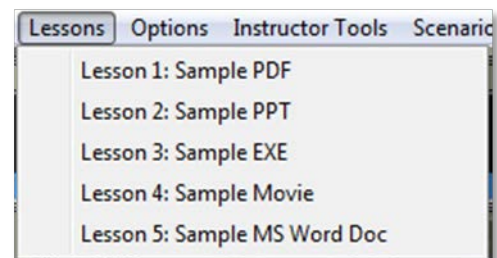 Lessons Options Instructor Tools Scenario
Lesson 1: Sample PDF
Lesson 2: Sample PPT
Lesson 3: Sample EXE
Lesson 4: Sample Movie
Lesson 5: Sample MS Word Doc